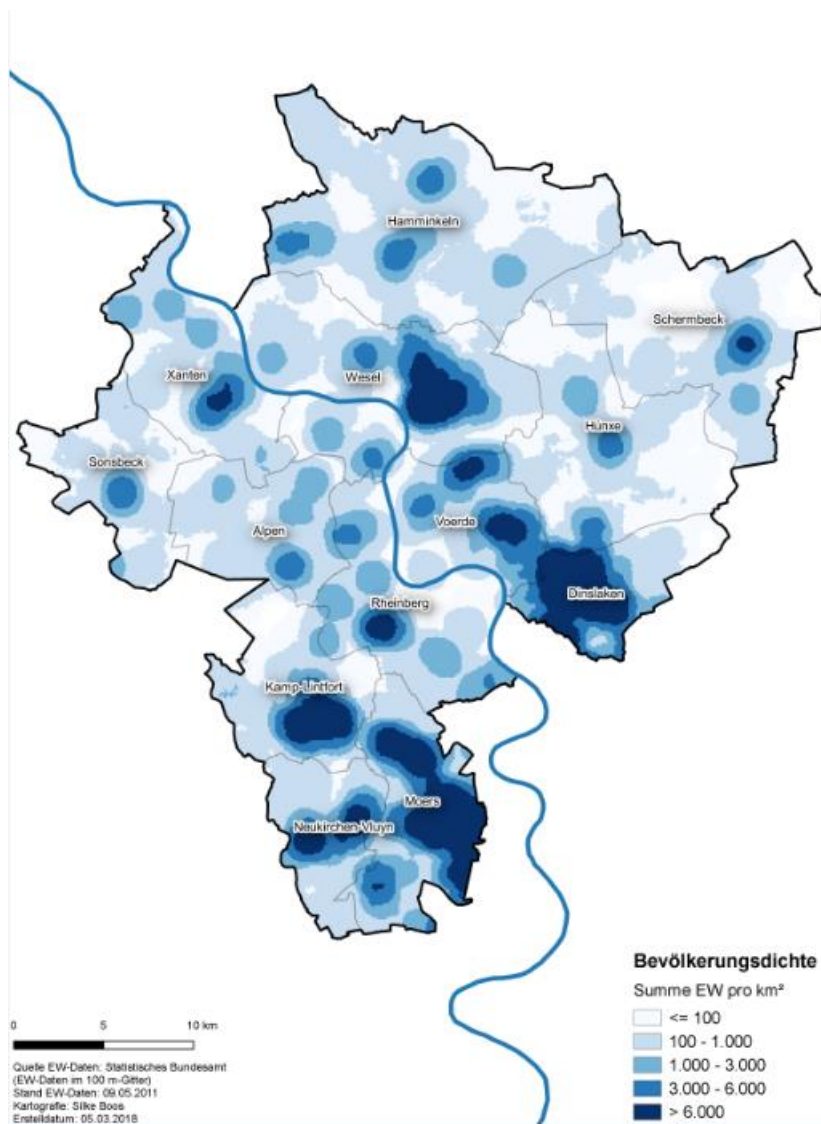 Hamminkeln
Schermbeck
Xanten
Wesel
Hünxe
Sonsbeck
Voerde
Alpen
Dinslaken
Rheinberg
Kamp-Lintfort
Moers
Neukirchen-Vluyn
Bevölkerungsdichte
Summe EW pro km²
<= 100
100 - 1.000
1.000 - 3.000
3.000 - 6.000
> 6.000
0 5 10 km
Quelle EW-Daten: Statistisches Bundesamt
(EW-Daten im 100 m-Gitter)
Stand EW-Daten: 09.05.2011
Kartografie: Silke Boos
Erstelldatum: 05.03.2018